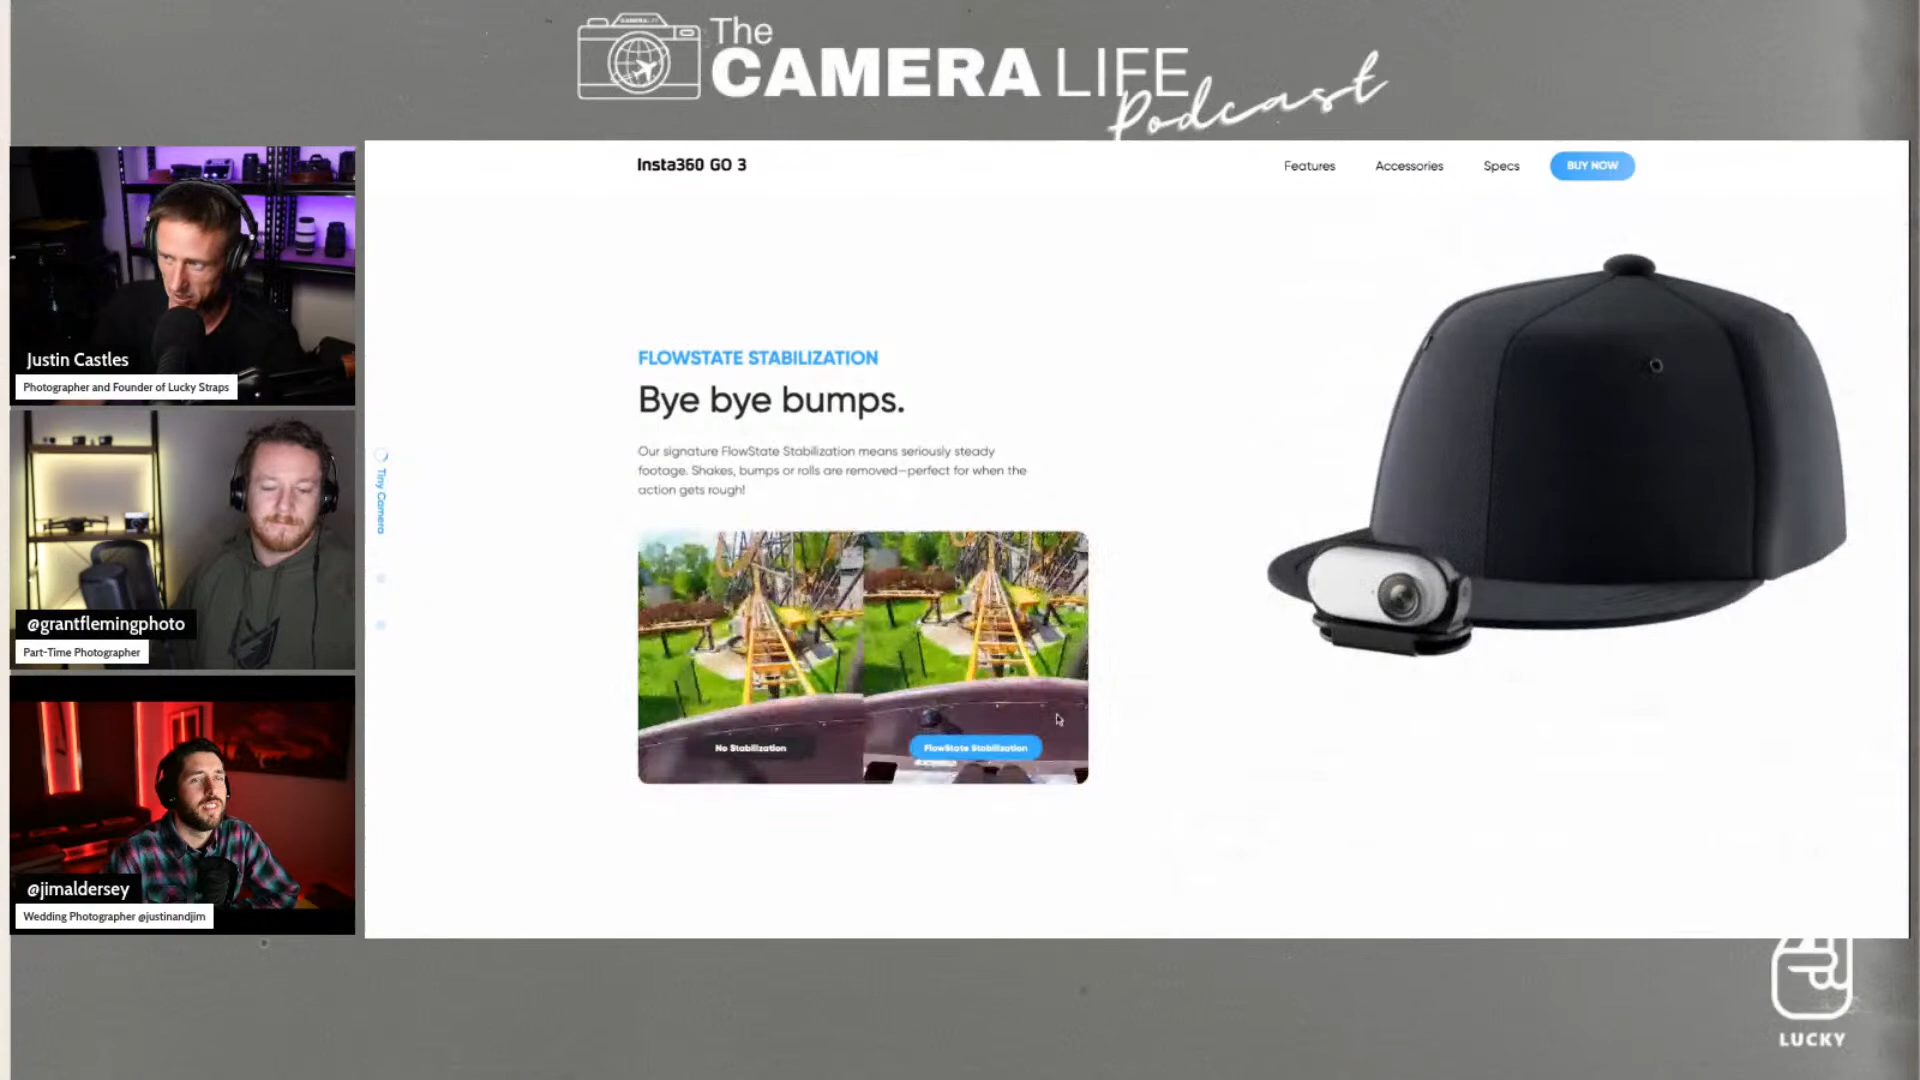 The
CAMERA LIFE
Podcast
Justin Castles
Photographer and Founder of Lucky Straps
@grantflemingphoto
Part-Time Photographer
@jimaldersey
Wedding Photographer @justinandjim
Insta360 GO 3
Features
Accessories
Specs
BUY NOW
Tiny Camera
FLOWSTATE STABILIZATION
Bye bye bumps.
Our signature FlowState Stabilization means seriously steady
footage. Shakes, bumps or rolls are removed—perfect for when the
action gets rough!
No Stabilization
FlowState Stabilization
LUCKY